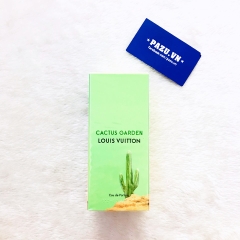 PAZU.VN
CACTUS GARDEN
LOUIS VUITTON
Eau de Parfum